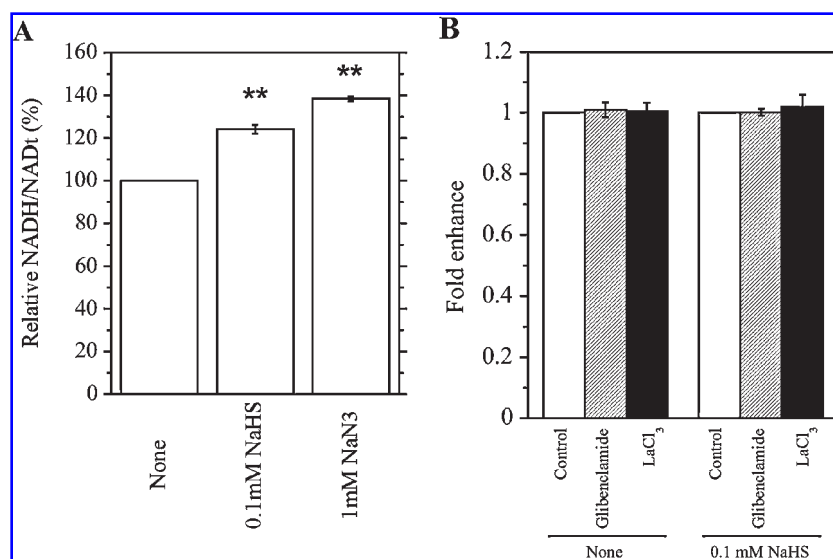 A
Relative NADH/NADt (%)
160
140
120
100
80
60
40
20
0
**
**
None
0.1mM NaHS
1mM NaN3
B
Fold enhance
1.2
1
0.8
0.6
0.4
0.2
0
Control
Glibenclamide
LaCl₃
Control
Glibenclamide
LaCl₃
None
0.1 mM NaHS